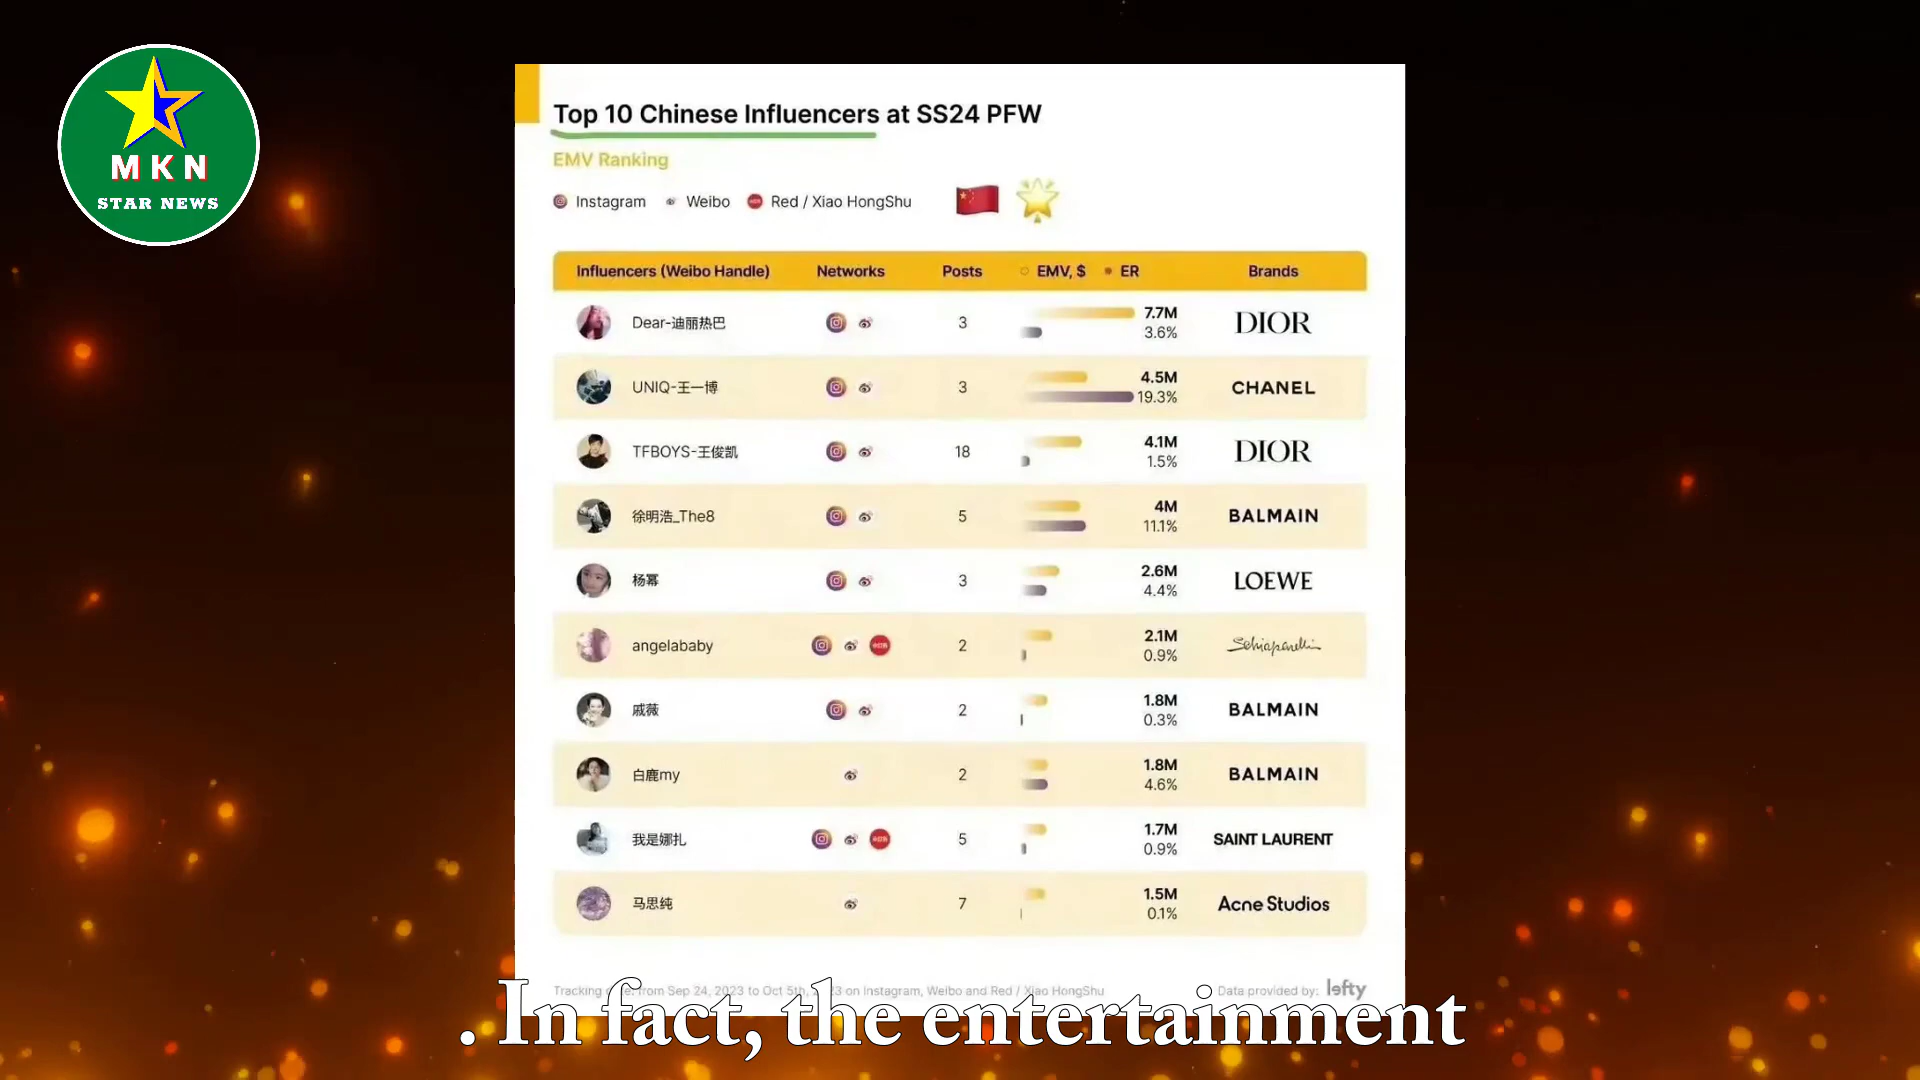 MKN
STAR NEWS
Top 10 Chinese Influencers at SS24 PFW
EMV Ranking
Instagram Weibo Red / Xiao HongShu
Influencers (Weibo Handle) Networks Posts EMV, $ ER Brands
Dear-迪丽热巴 3 7.7M 3.6% DIOR
UNIQ-王一博 3 4.5M 19.3% CHANEL
TFBOYS-王俊凯 18 4.1M 1.5% DIOR
徐明浩_The8 5 4M 11.1% BALMAIN
杨幂 3 2.6M 4.4% LOEWE
angelababy 2 2.1M 0.9% Schiaparelli
戚薇 2 1.8M 0.3% BALMAIN
白鹿my 2 1.8M 4.6% BALMAIN
我是娜扎 5 1.7M 0.9% SAINT LAURENT
马思纯 7 1.5M 0.1% Acne Studios
Tracking from Sep 24, 2023 to Oct 5th, on Instagram, Weibo and Red / Xiao HongShu Data provided by: lefty
. In fact, the entertainment